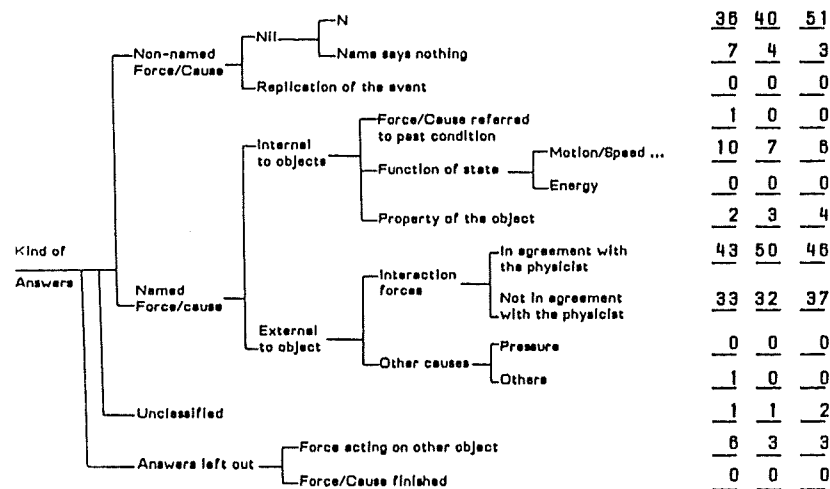 N 36 40 51
Nil
Non-named
Force/Cause
Name says nothing 7 4 3
Replication of the event 0 0 0
Force/Cause referred
to past condition 1 0 0
Internal
to objects
Motion/Speed ... 10 7 6
Function of state
Energy 0 0 0
Property of the object 2 3 4
Kind of
Answers
In agreement with
the physicist 43 50 46
Interaction
forces
Named
Force/cause
Not in agreement
with the physicist 33 32 37
External
to object
Pressure 0 0 0
Other causes
Others 1 0 0
Unclassified 1 1 2
Force acting on other object 6 3 3
Answers left out
Force/Cause finished 0 0 0